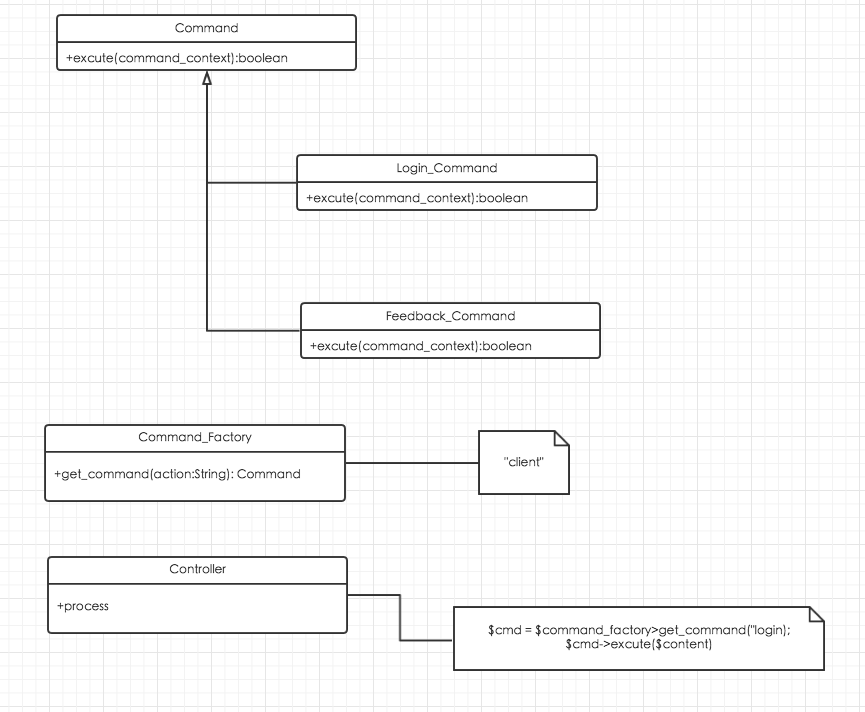 Command
+excute(command_context):boolean
Login_Command
+excute(command_context):boolean
Feedback_Command
+excute(command_context):boolean
Command_Factory
+get_command(action:String): Command
"client"
Controller
+process
$cmd = $command_factory>get_command("login);
$cmd->excute($content)